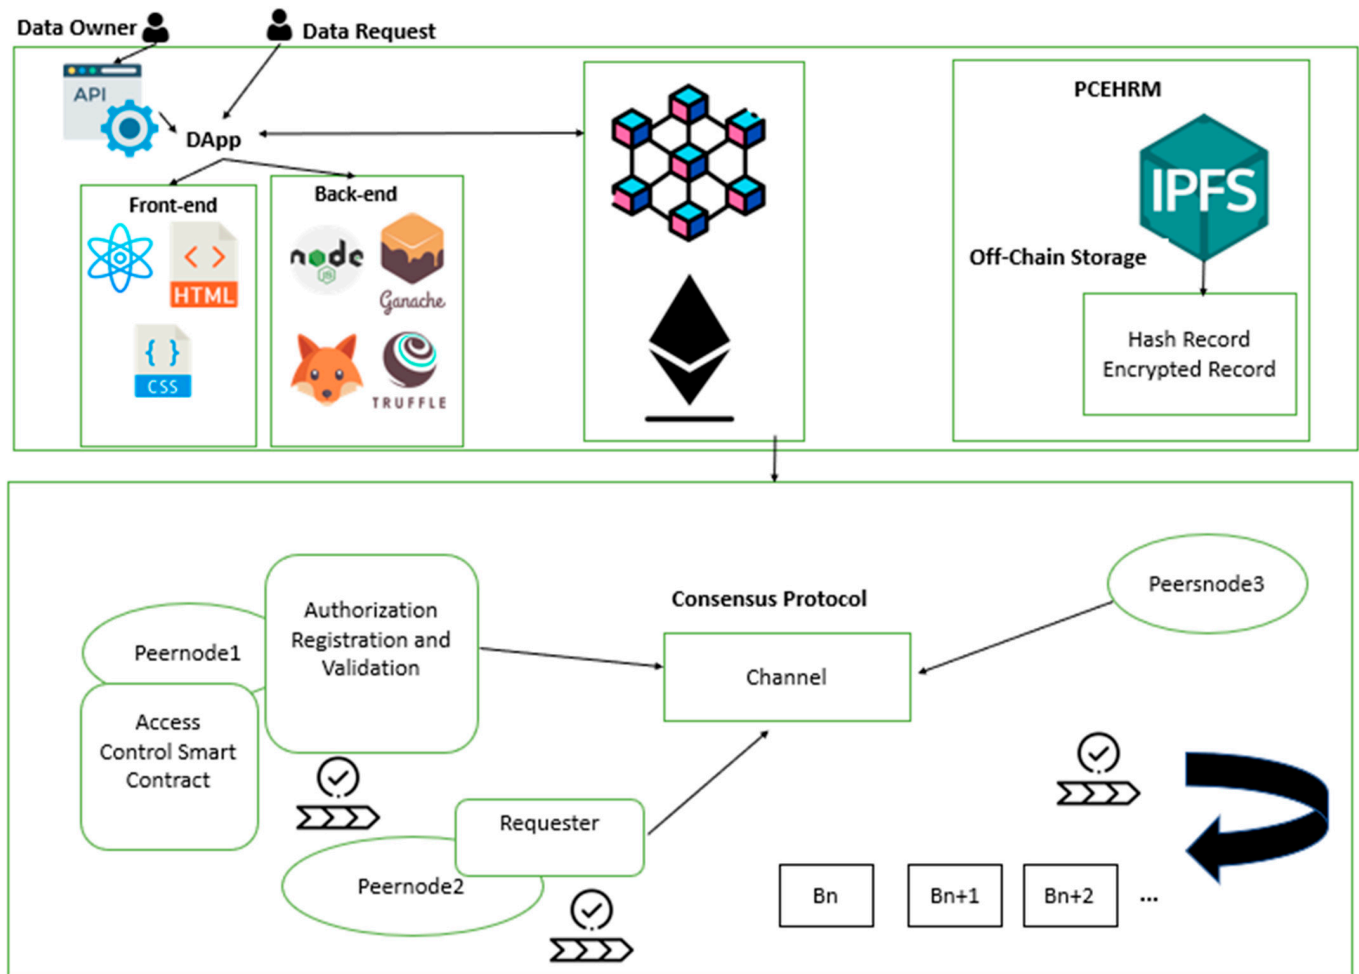 Data Owner
Data Request
API
DApp
PCEHRM
IPFS
Front-end
Back-end
HTML
CSS
node
JS
Ganache
TRUFFLE
Off-Chain Storage
Hash Record
Encrypted Record
Authorization
Registration and
Validation
Peernode1
Access
Control Smart
Contract
Consensus Protocol
Channel
Peersnode3
Requester
Peernode2
Bn
Bn+1
Bn+2
...